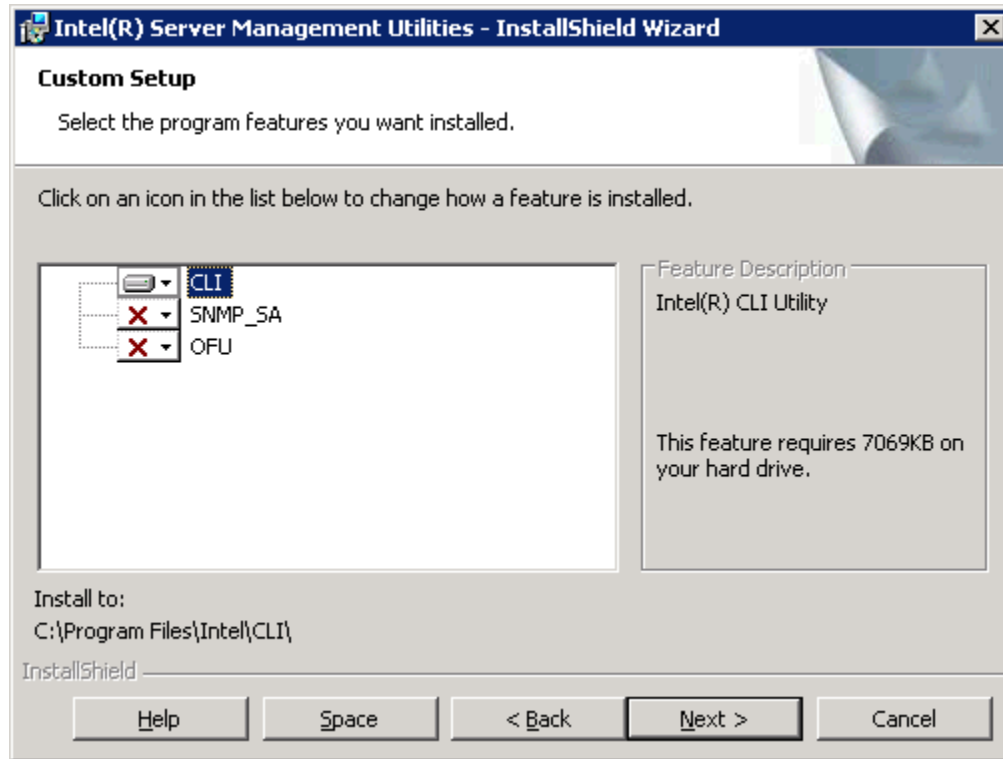 Intel(R) Server Management Utilities - InstallShield Wizard
Custom Setup
Select the program features you want installed.
Click on an icon in the list below to change how a feature is installed.
CLI
SNMP_SA
OFU
Feature Description
Intel(R) CLI Utility
This feature requires 7069KB on
your hard drive.
Install to:
C:\Program Files\Intel\CLI\
InstallShield
Help
Space
< Back
Next >
Cancel